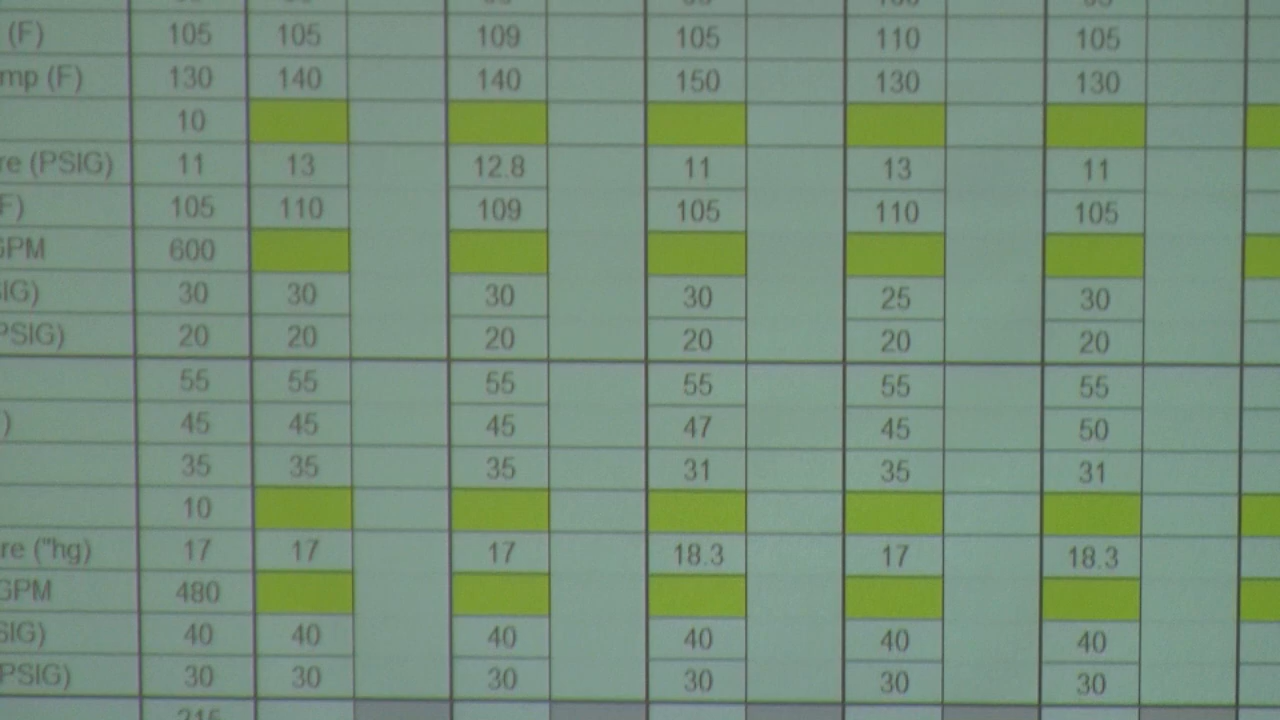 (F) 105 105 109 105 110 105
mp (F) 130 140 140 150 130 130
10
re (PSIG) 11 13 12.8 11 13 11
F) 105 110 109 105 110 105
GPM 600
SIG) 30 30 30 30 25 30
PSIG) 20 20 20 20 20 20
55 55 55 55 55 55
) 45 45 45 47 45 50
35 35 35 31 35 31
10
re ("hg) 17 17 17 18.3 17 18.3
GPM 480
SIG) 40 40 40 40 40 40
PSIG) 30 30 30 30 30 30